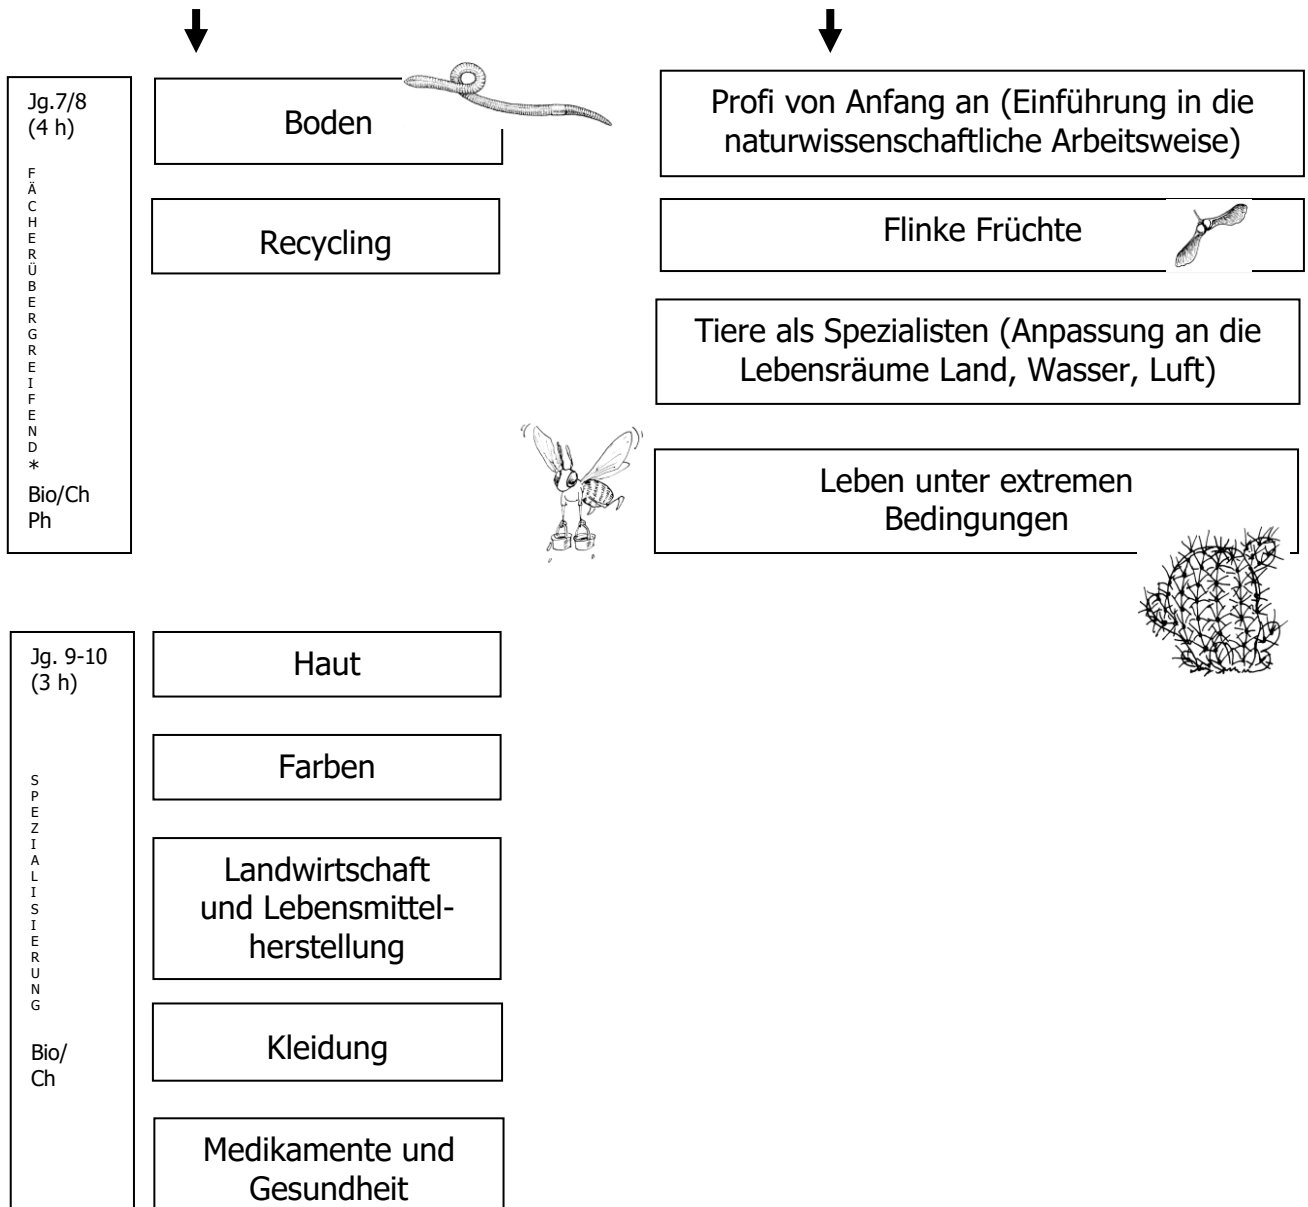 Jg.7/8
(4 h)
FÄCHERÜBERGREIFEND*
Bio/Ch
Ph
Boden
Recycling
Profi von Anfang an (Einführung in die
naturwissenschaftliche Arbeitsweise)
Flinke Früchte
Tiere als Spezialisten (Anpassung an die
Lebensräume Land, Wasser, Luft)
Leben unter extremen
Bedingungen
Jg. 9-10
(3 h)
SPEZIALISIERUNG
Bio/
Ch
Haut
Farben
Landwirtschaft
und Lebensmittel-
herstellung
Kleidung
Medikamente und
Gesundheit